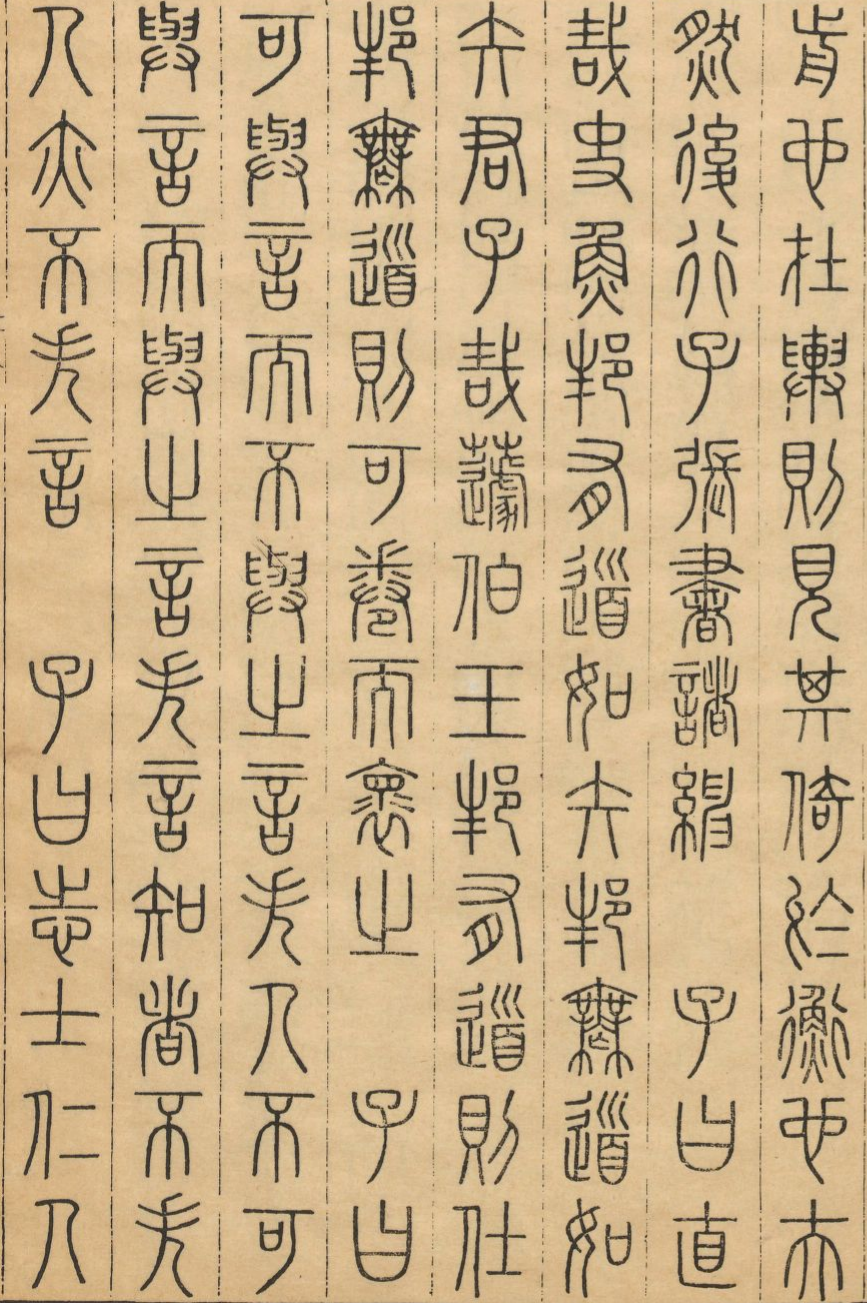 前也在輿則見其倚於衡也夫
然後行子張書諸紳　子曰直
哉史魚邦有道如矢邦無道如
矢君子哉蘧伯玉邦有道則仕
邦無道則可卷而懷之　子曰
可與言而不與之言失人不可
與言而與之言失言知者不失
人亦不失言　子曰志士仁人